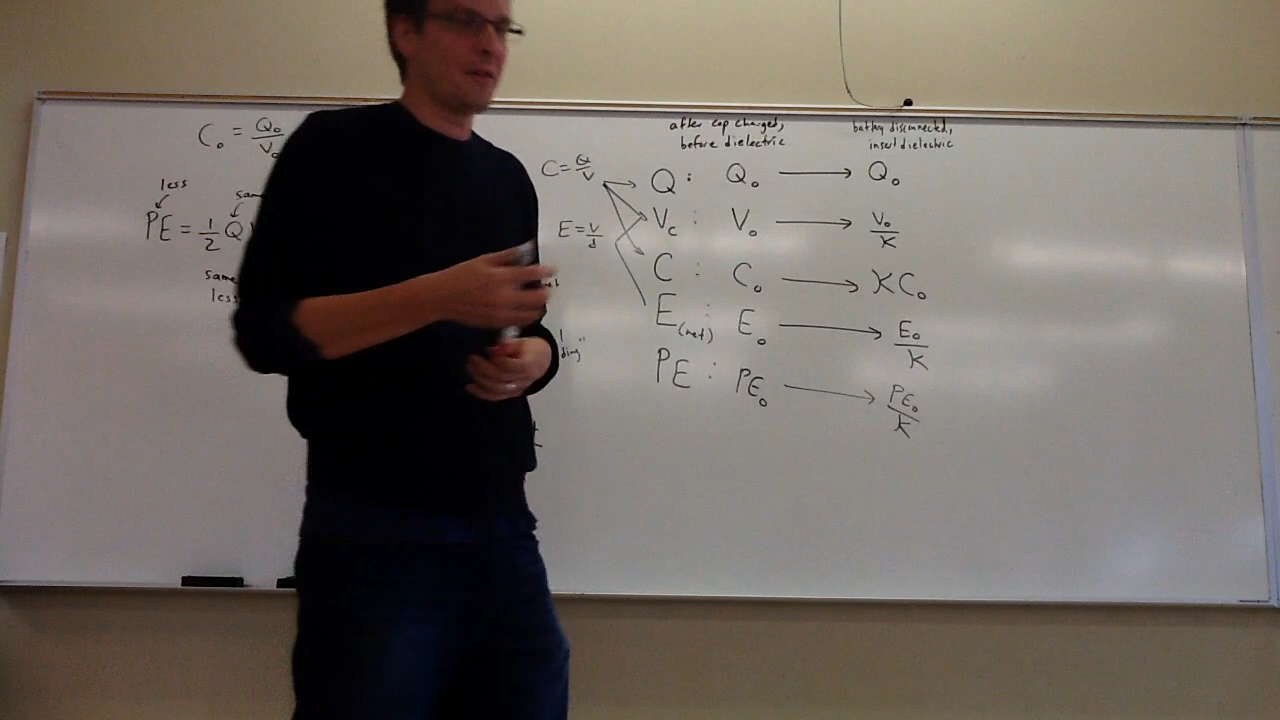 C₀ = Q₀/V₀
less
same
PE = 1/2 Q
same
less
C = Q/V
E = V/d
after cap charged,
before dielectric
battery disconnected,
insert dielectric
Q : Q₀ → Q₀
V_c : V₀ → V₀/K
C : C₀ → KC₀
E(net) : E₀ → E₀/K
PE : PE₀ → PE₀/K